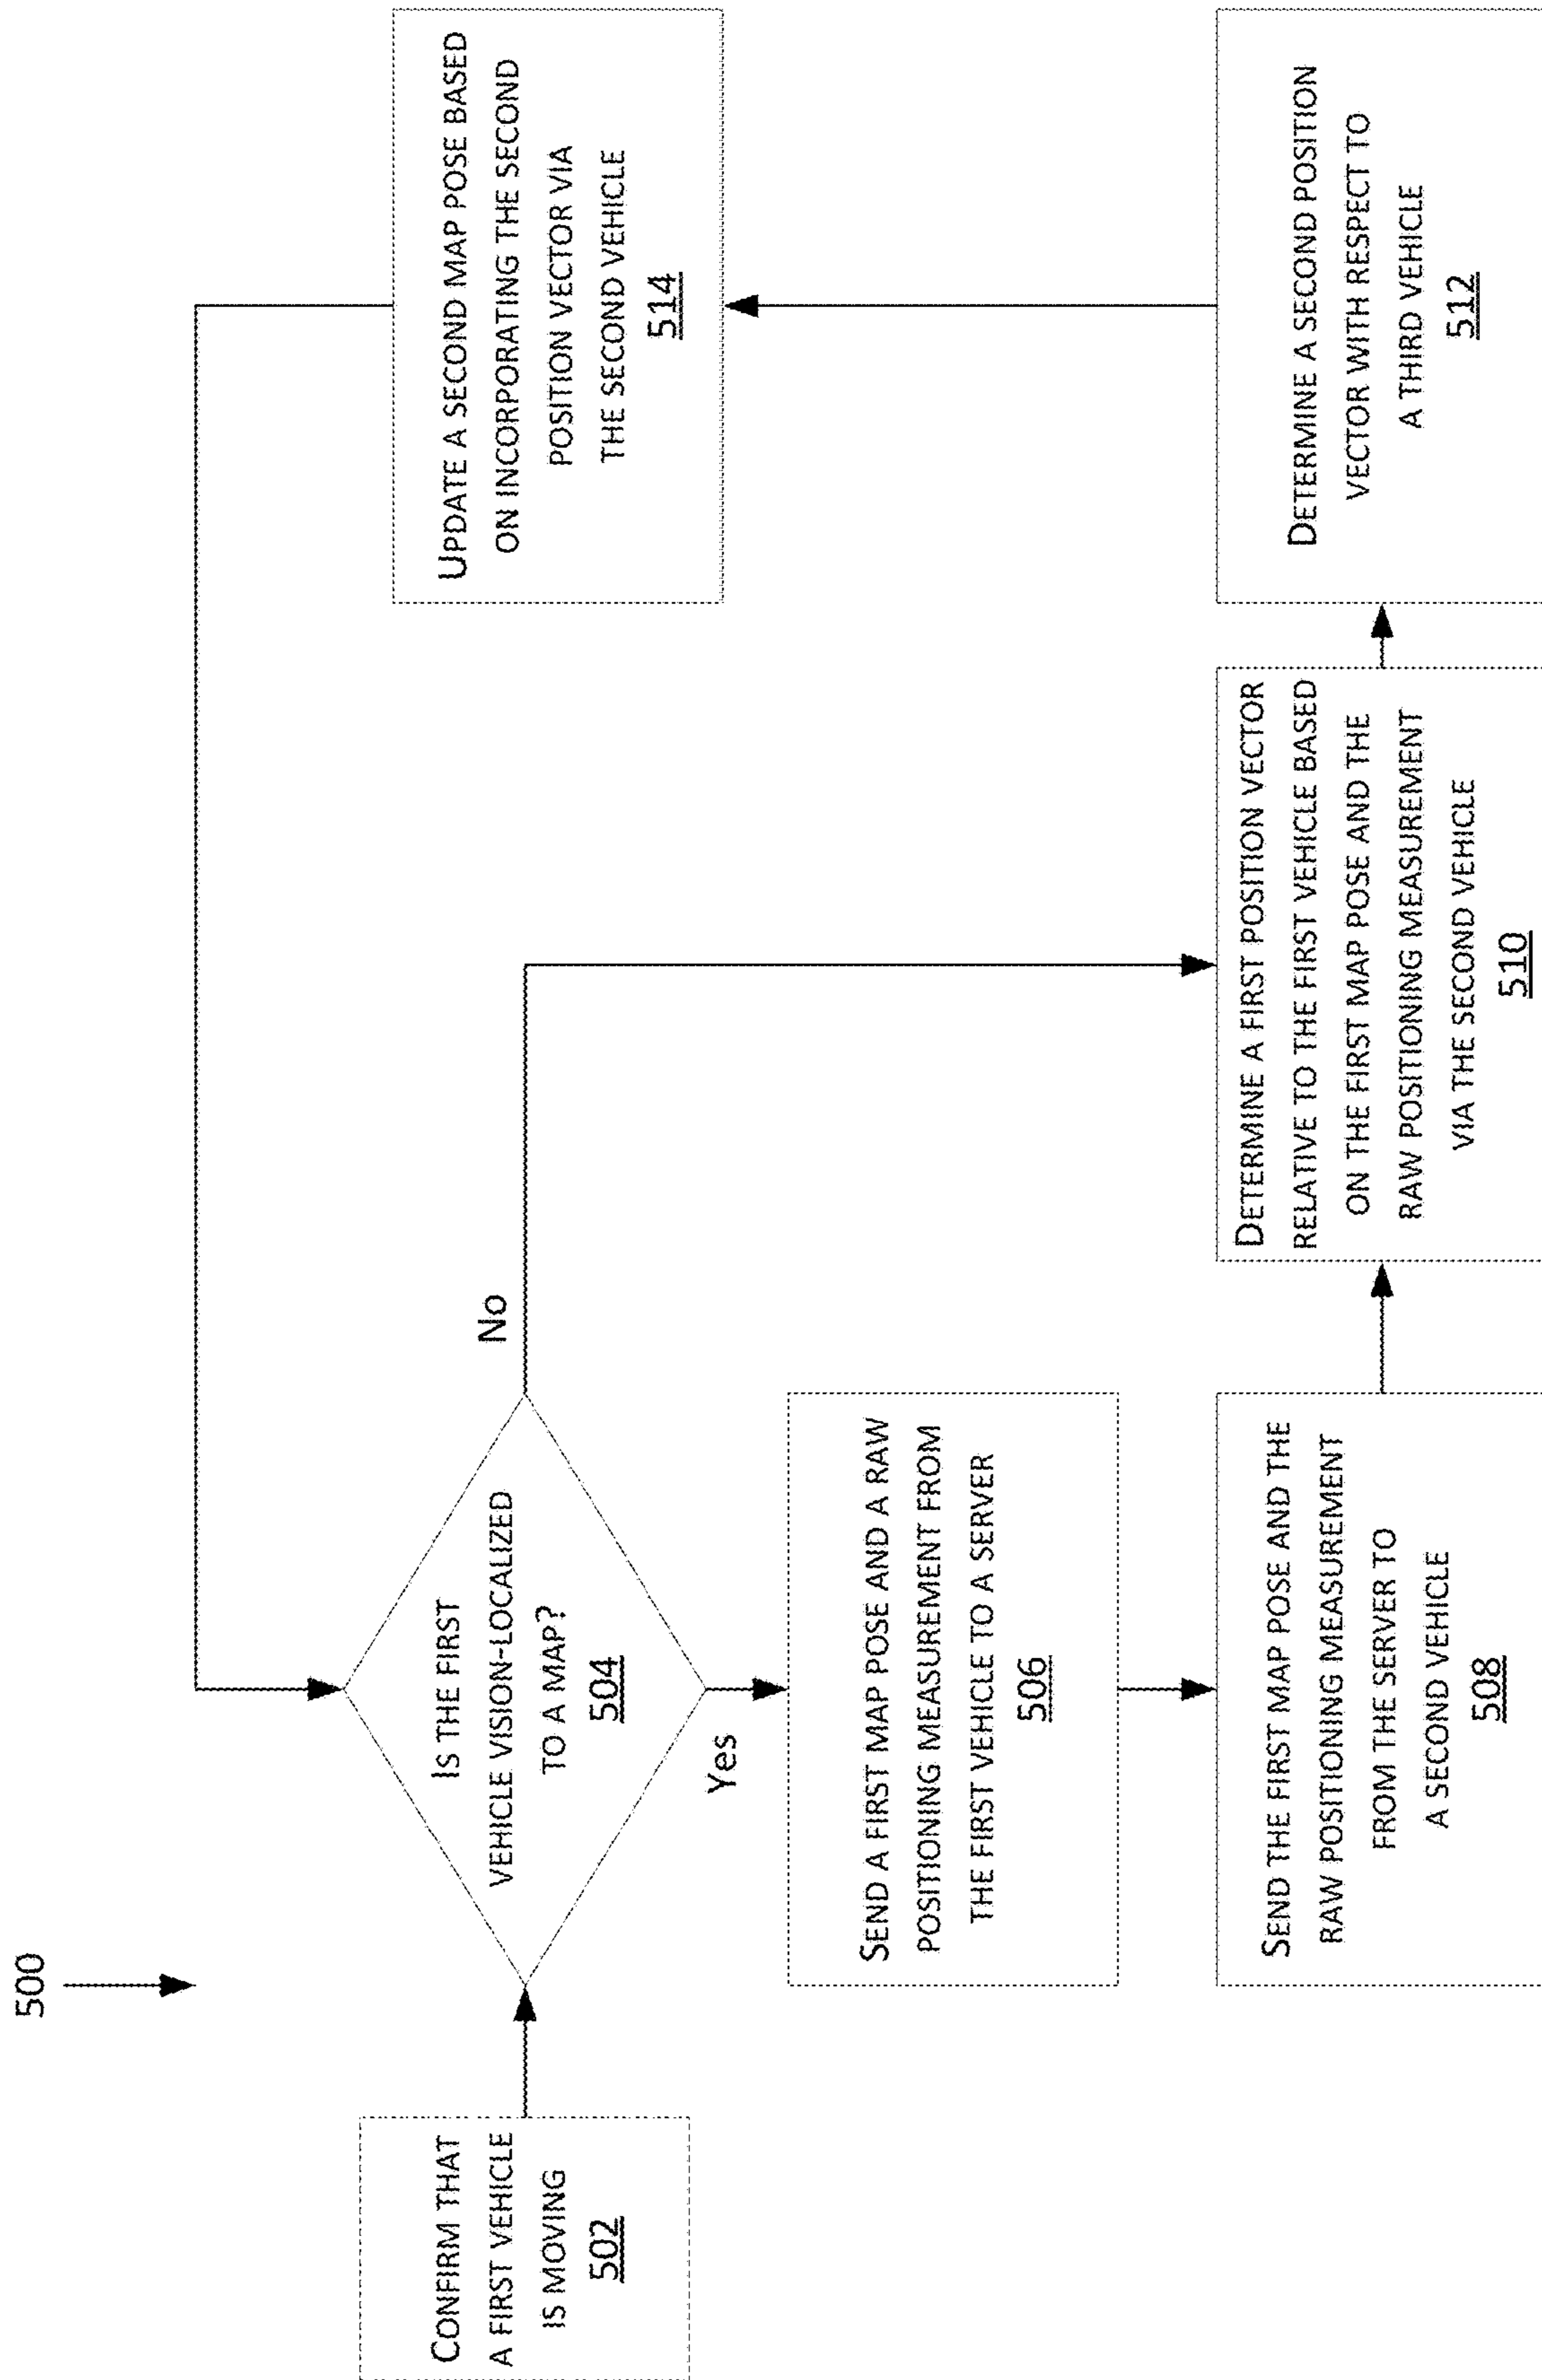 500
CONFIRM THAT
A FIRST VEHICLE
IS MOVING
502
IS THE FIRST
VEHICLE VISION-LOCALIZED
TO A MAP?
504
Yes
No
SEND A FIRST MAP POSE AND A RAW
POSITIONING MEASUREMENT FROM
THE FIRST VEHICLE TO A SERVER
506
SEND THE FIRST MAP POSE AND THE
RAW POSITIONING MEASUREMENT
FROM THE SERVER TO
A SECOND VEHICLE
508
DETERMINE A FIRST POSITION VECTOR
RELATIVE TO THE FIRST VEHICLE BASED
ON THE FIRST MAP POSE AND THE
RAW POSITIONING MEASUREMENT
VIA THE SECOND VEHICLE
510
DETERMINE A SECOND POSITION
VECTOR WITH RESPECT TO
A THIRD VEHICLE
512
UPDATE A SECOND MAP POSE BASED
ON INCORPORATING THE SECOND
POSITION VECTOR VIA
THE SECOND VEHICLE
514